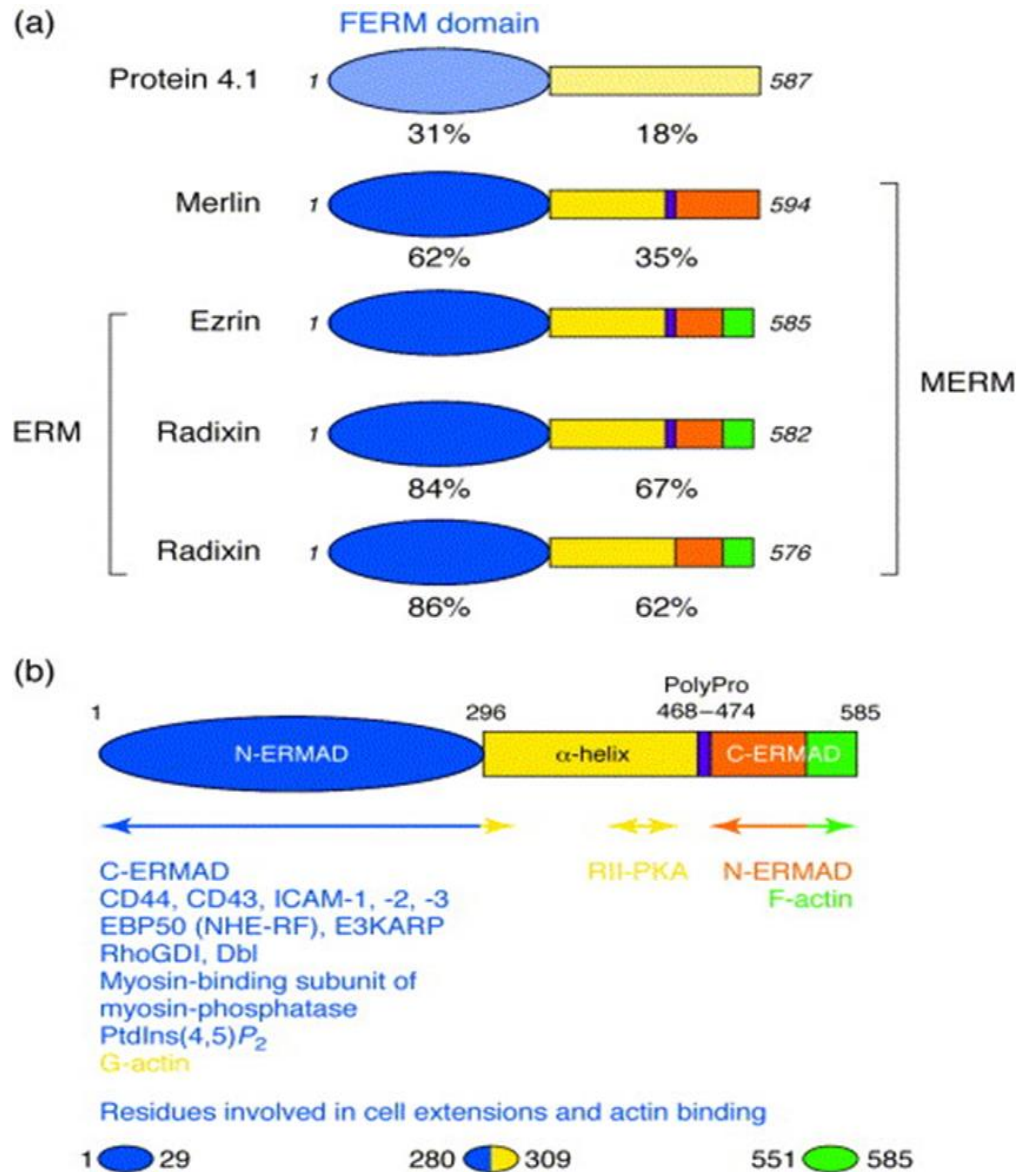 (a)
FERM domain
Protein 4.1 1 587
31% 18%
Merlin 1 594
62% 35%
Ezrin 1 585
ERM
MERM
Radixin 1 582
84% 67%
Radixin 1 576
86% 62%
(b)
PolyPro
1 296 468–474 585
N-ERMAD α-helix C-ERMAD
C-ERMAD RII-PKA N-ERMAD
CD44, CD43, ICAM-1, -2, -3 F-actin
EBP50 (NHE-RF), E3KARP
RhoGDI, Dbl
Myosin-binding subunit of
myosin-phosphatase
PtdIns(4,5)P2
G-actin
Residues involved in cell extensions and actin binding
1 29 280 309 551 585